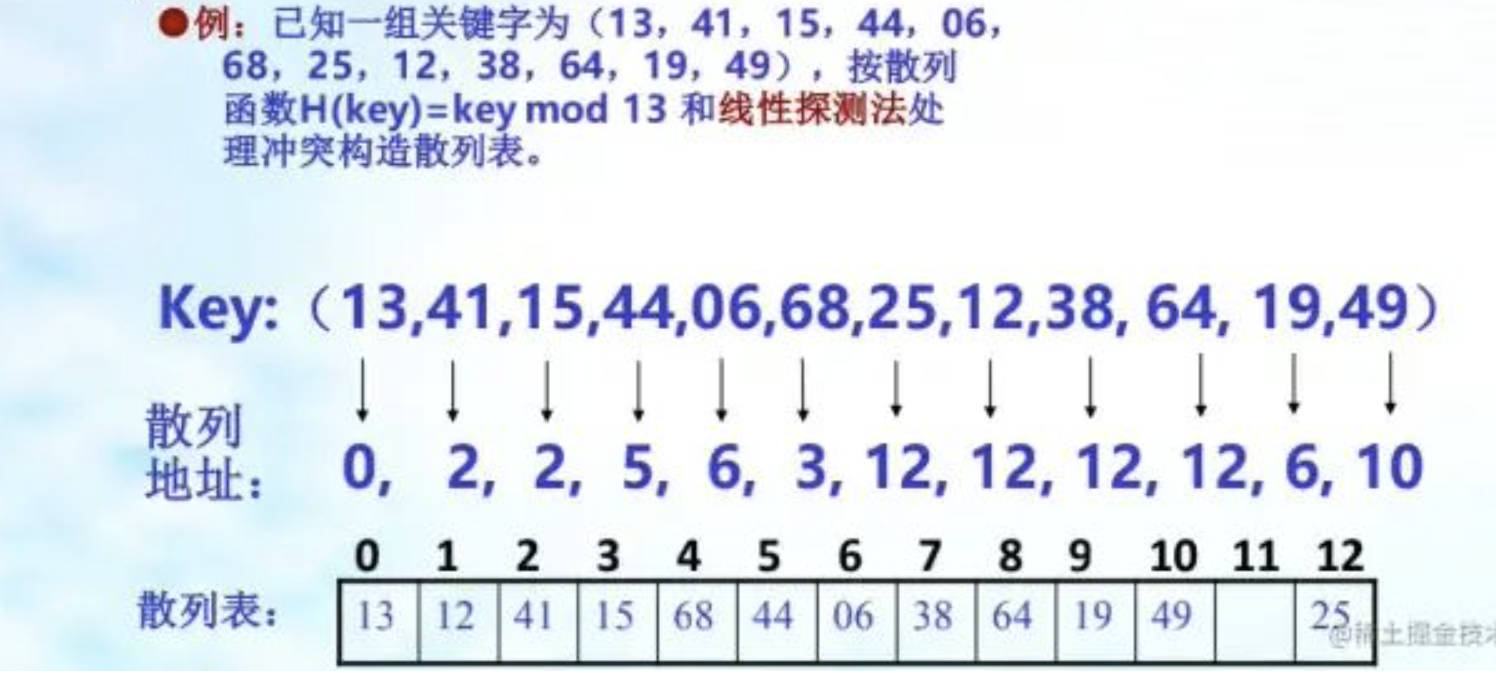 ●例：已知一组关键字为（13，41，15，44，06，
68，25，12，38，64，19，49），按散列
函数H(key)=key mod 13 和线性探测法处
理冲突构造散列表。
Key:（13,41,15,44,06,68,25,12,38, 64, 19,49）
散列
地址： 0, 2, 2, 5, 6, 3, 12, 12, 12, 12, 6, 10
0 1 2 3 4 5 6 7 8 9 10 11 12
散列表： 13 12 41 15 68 44 06 38 64 19 49 25
@稀土掘金技术